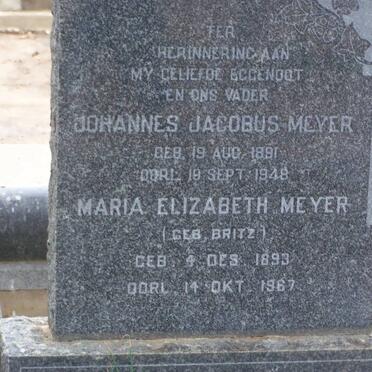 TER
HERINNERING AAN
MY GELIEFDE EGGENOOT
EN ONS VADER
JOHANNES JACOBUS MEYER
GEB. 19 AUG. 1891
OORL. 19 SEPT. 1948
MARIA ELIZABETH MEYER
(GEB. BRITZ)
GEB. 4 DES. 1893
OORL. 14 OKT. 1967